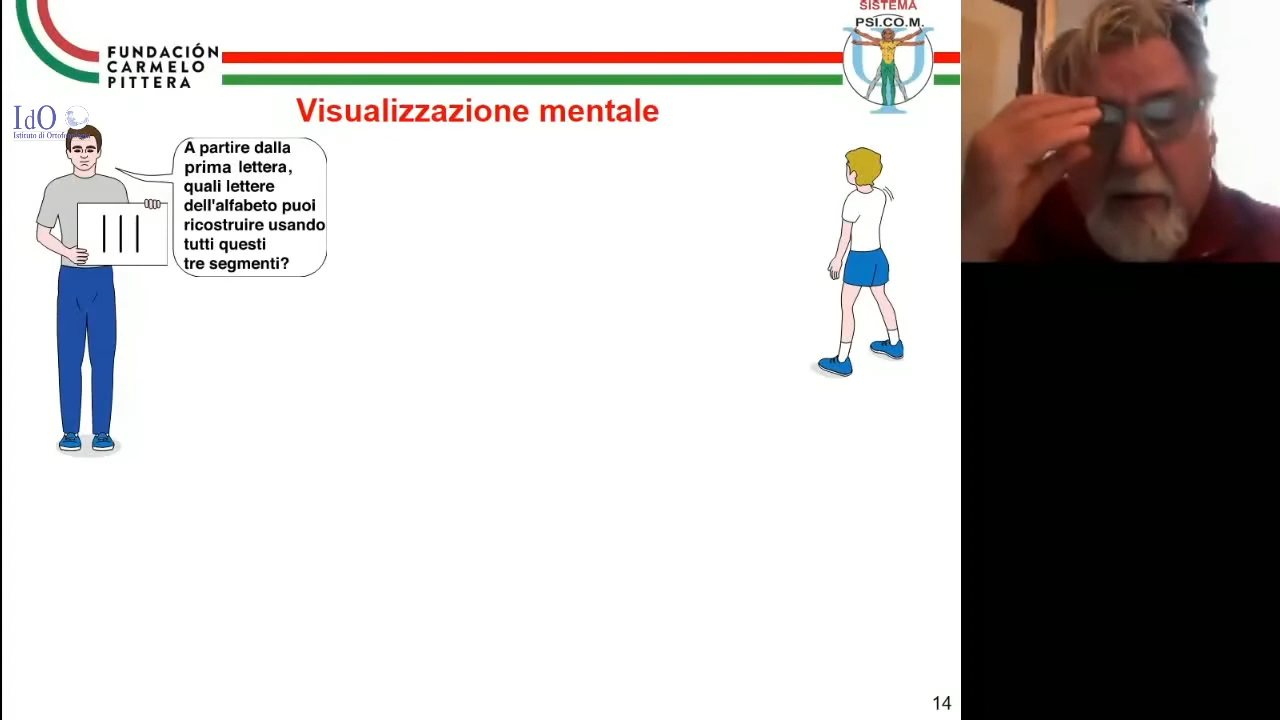 SISTEMA
PSI.CO.M.
FUNDACIÓN
CARMELO
PITTERA
IdO
Visualizzazione mentale
A partire dalla
prima lettera,
quali lettere
dell'alfabeto puoi
ricostruire usando
tutti questi
tre segmenti?
14